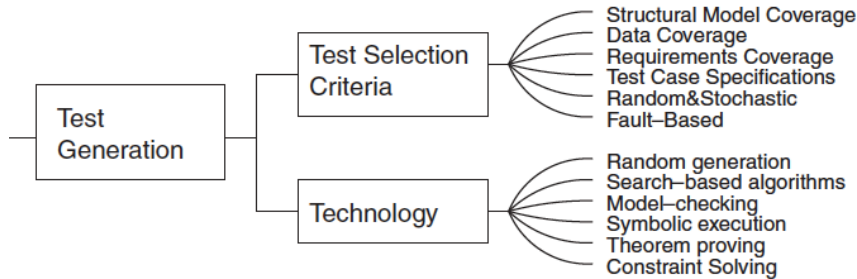 Test
Generation
Test Selection
Criteria
Structural Model Coverage
Data Coverage
Requirements Coverage
Test Case Specifications
Random&Stochastic
Fault–Based
Technology
Random generation
Search–based algorithms
Model–checking
Symbolic execution
Theorem proving
Constraint Solving